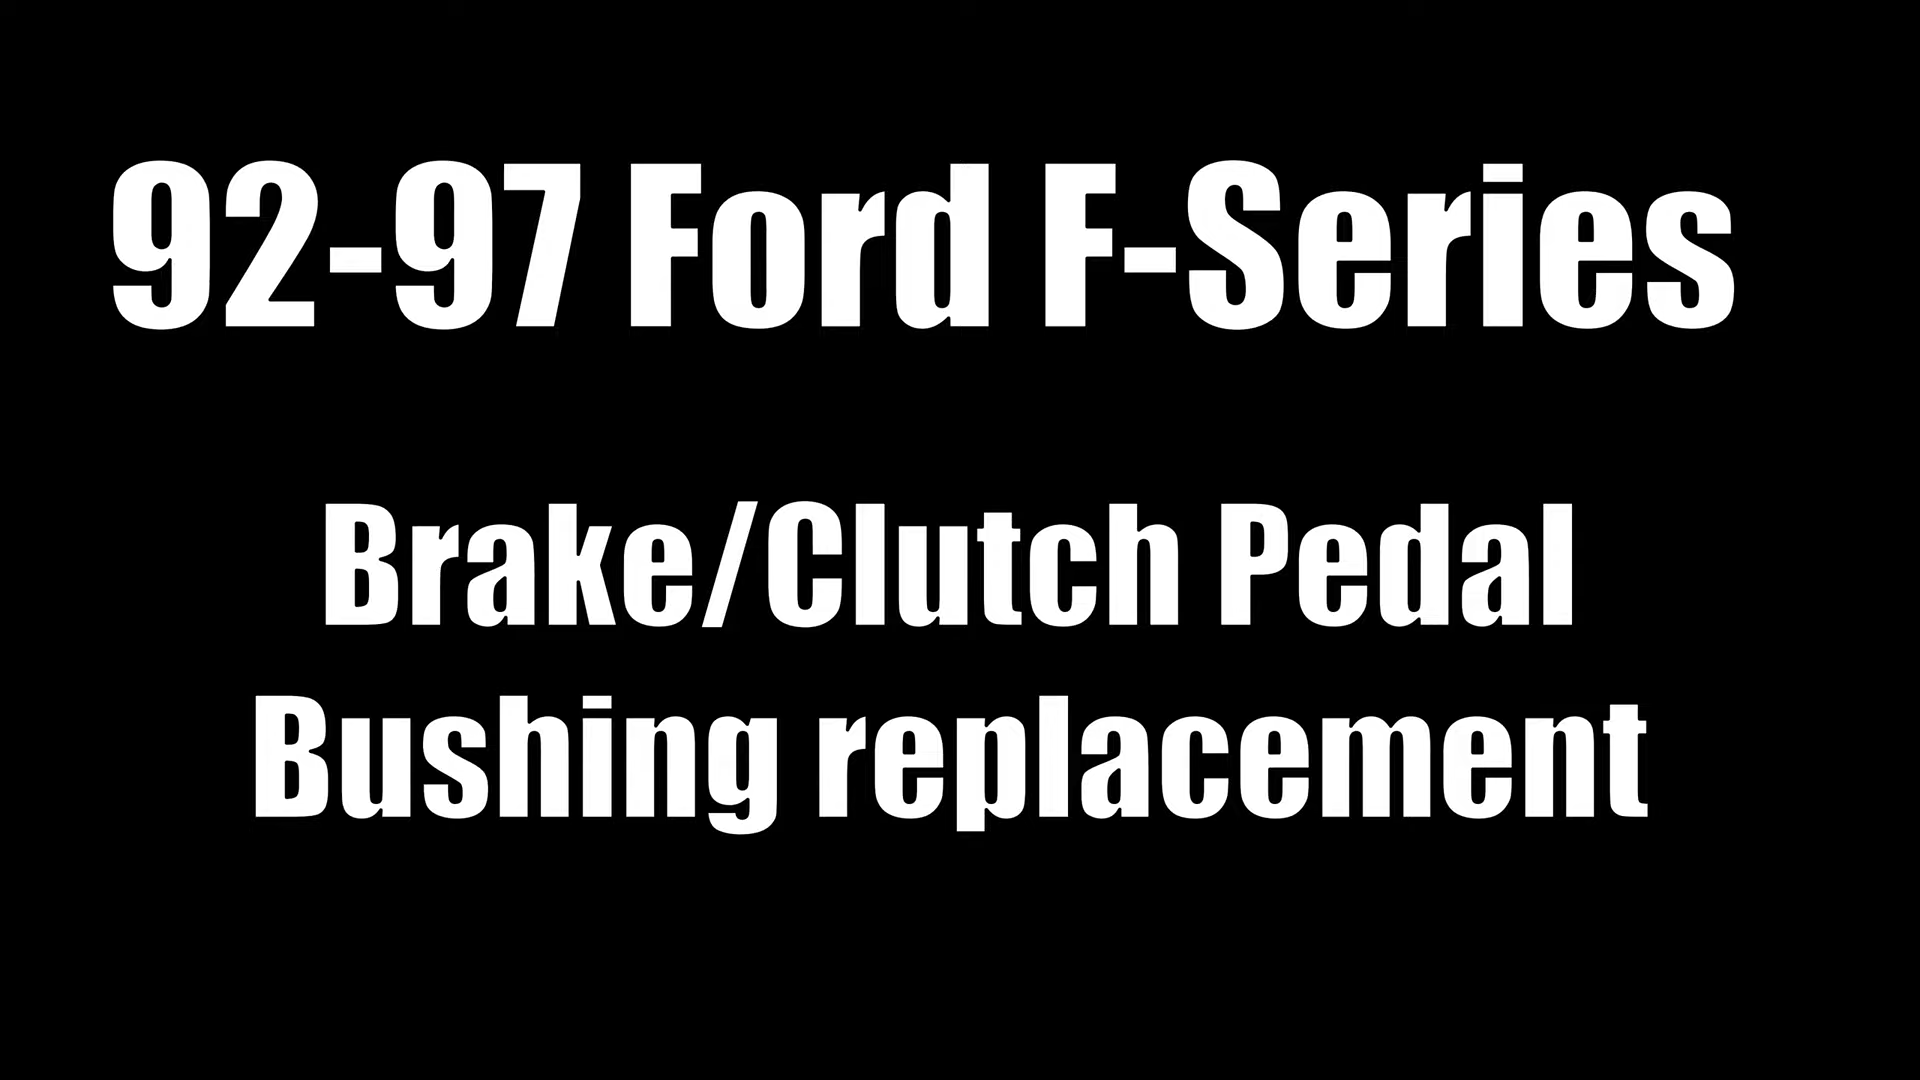 92-97 Ford F-Series
Brake/Clutch Pedal
Bushing replacement